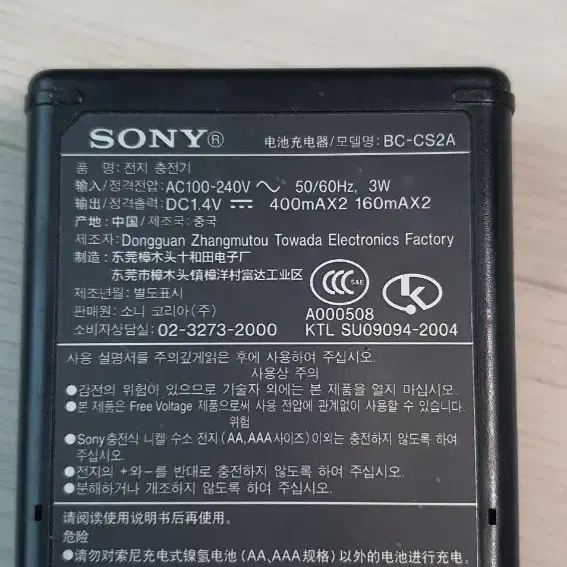 SONY® 电池充电器/모델명: BC-CS2A
품 명: 전지 충전기
输入/정격전압: AC100-240V ～ 50/60Hz, 3W
输出/정격출력: DC1.4V ⎓ 400mAX2 160mAX2
产地: 中国/제조국: 중국
제조자: Dongguan Zhangmutou Towada Electronics Factory
制造: 东莞樟木头十和田电子厂
东莞市樟木头镇樟洋村富达工业区
제조년월: 별도표시
판매원: 소니 코리아(주)
소비자상담실: 02-3273-2000
CCC S&E
A000508
KTL SU09094-2004
사용 설명서를 주의깊게읽은 후에 사용하여 주십시오.
사용상 주의
●감전의 위험이 있으므로 기술자 외에는 본 제품을 열지 마십시오.
●본 제품은 Free Voltage 제품으로써 사용 전압에 관계없이 사용할 수 있습니다.
위험
●Sony충전식 니켈 수소 전지 (AA, AAA 사이즈) 이외는 충전하지 않도록 하여
주십시오.
●전지의 +와-를 반대로 충전하지 않도록 하여 주십시오.
●분해하거나 개조하지 않도록 하여 주십시오.
请阅读使用说明书后再使用。
危险
●请勿对索尼充电式镍氢电池 (AA, AAA规格) 以外的电池进行充电。